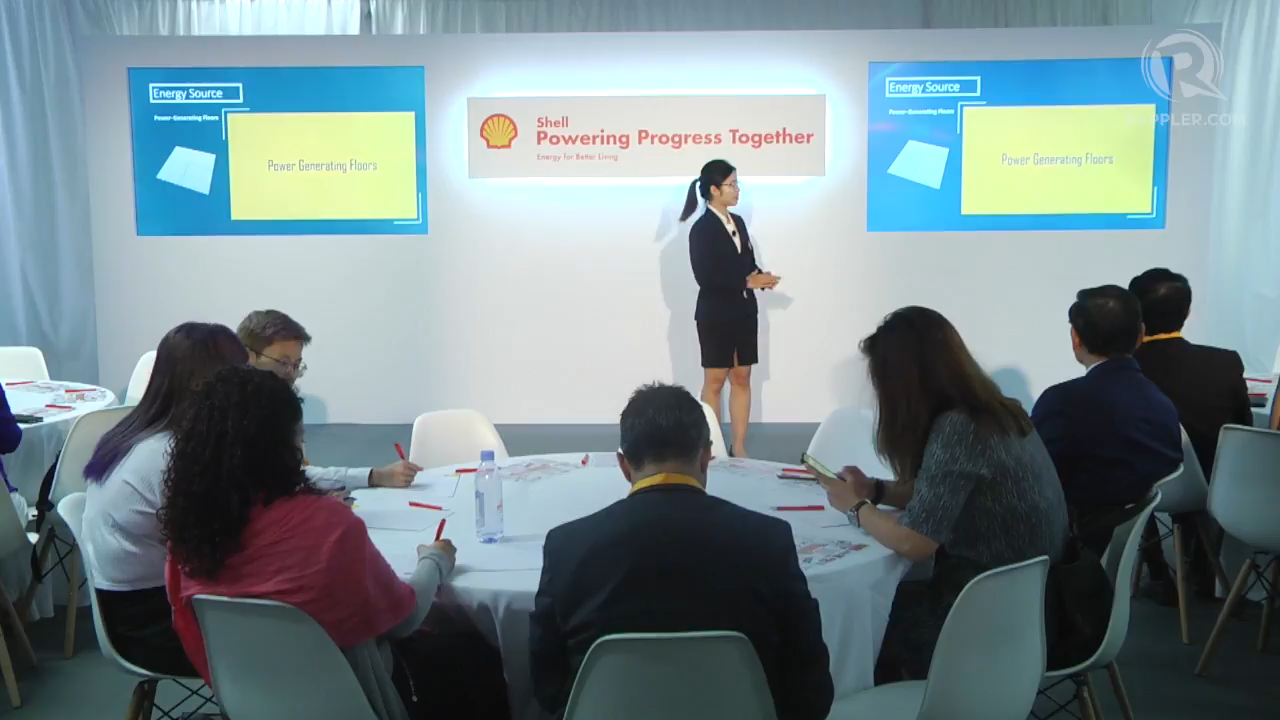 Energy Source
Power-Generating Floors
Power Generating Floors
Shell
Powering Progress Together
Energy for Better Living
Energy Source
Power-Generating Floors
Power Generating Floors
R
RAPPLER.COM